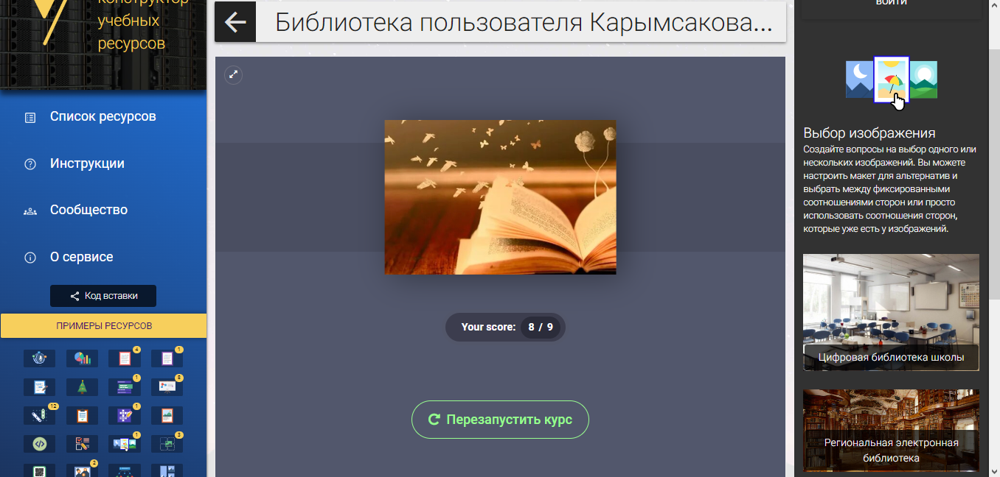 конструктор
учебных
ресурсов
Список ресурсов
Инструкции
Сообщество
О сервисе
Код вставки
ПРИМЕРЫ РЕСУРСОВ
4
1
1
8
12
1
1
3
2
Библиотека пользователя Карымсакова...
Your score: 8 / 9
Перезапустить курс
ВОЙТИ
Выбор изображения
Создайте вопросы на выбор одного или
нескольких изображений. Вы можете
настроить макет для альтернатив и
выбрать между фиксированными
соотношениями сторон или просто
использовать соотношения сторон,
которые уже есть у изображений.
Цифровая библиотека школы
Региональная электронная
библиотека